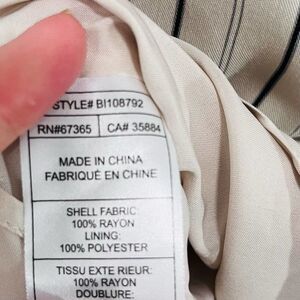 STYLE# BI108792
RN#67365 CA# 35884
MADE IN CHINA
FABRIQUÉ EN CHINE
SHELL FABRIC:
100% RAYON
LINING:
100% POLYESTER
TISSU EXTE RIEUR:
100% RAYON
DOUBLURE: